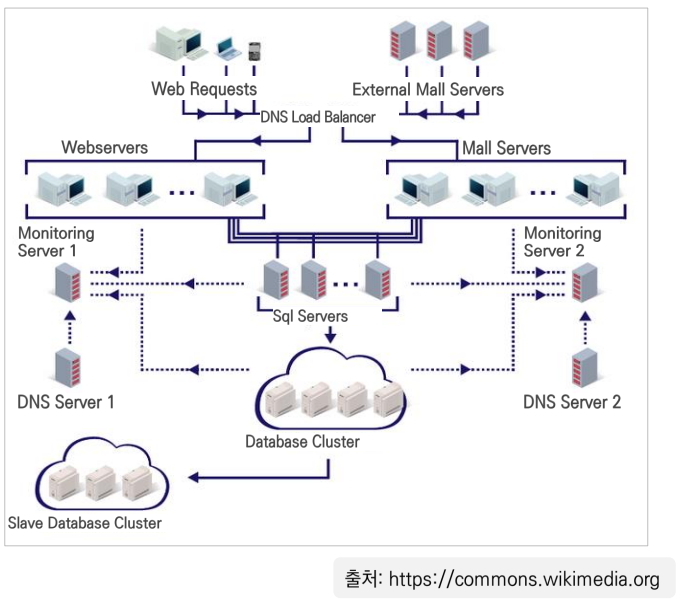 Web Requests
External Mall Servers
DNS Load Balancer
Webservers
Mall Servers
Monitoring
Server 1
Monitoring
Server 2
Sql Servers
DNS Server 1
DNS Server 2
Database Cluster
Slave Database Cluster
출처: https://commons.wikimedia.org